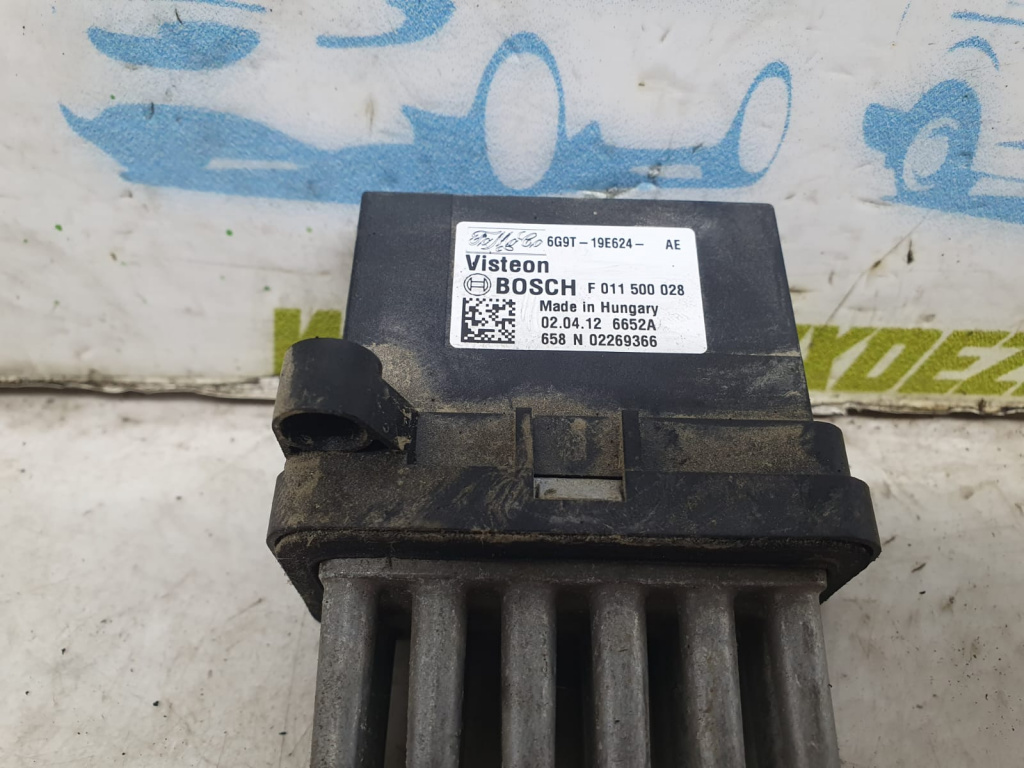 6G9T-19E624- AE
Visteon
BOSCH F 011 500 028
Made in Hungary
02.04.12 6652A
658 N 02269366